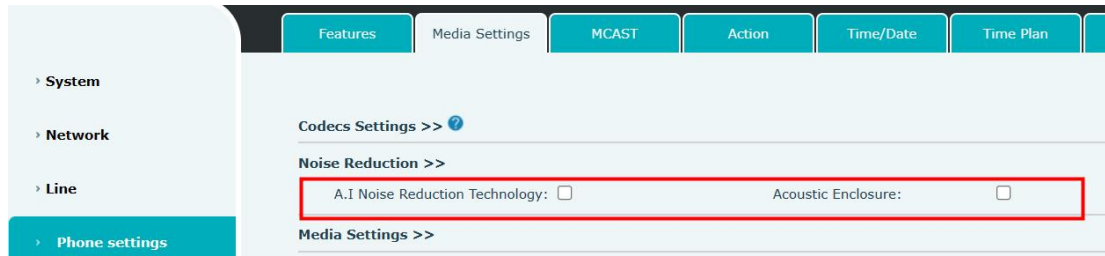 Features
Media Settings
MCAST
Action
Time/Date
Time Plan
› System
› Network
› Line
› Phone settings
Codecs Settings >> ?
Noise Reduction >>
A.I Noise Reduction Technology:
Acoustic Enclosure:
Media Settings >>